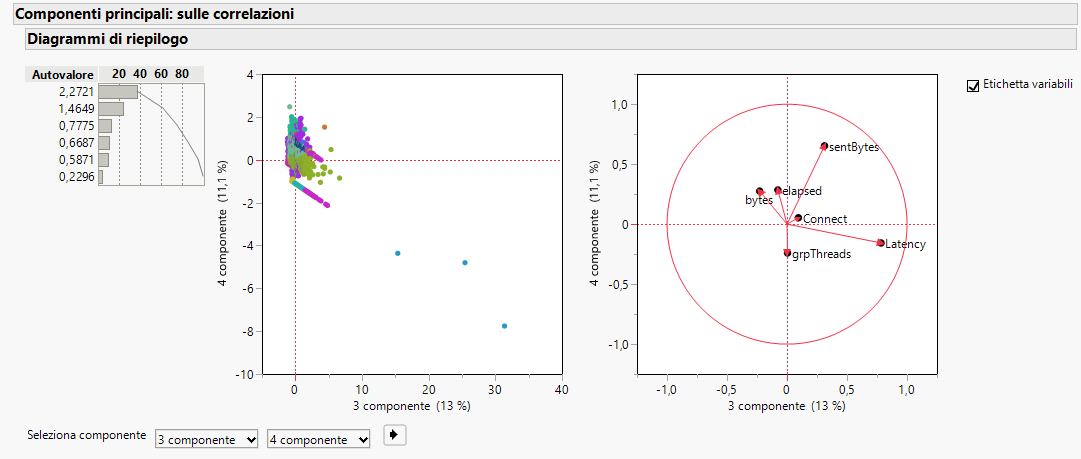 Componenti principali: sulle correlazioni
Diagrammi di riepilogo
Autovalore 20 40 60 80
2,2721
1,4649
0,7775
0,6687
0,5871
0,2296
4
2
0
-2
-4
-6
-8
-10
4 componente (11,1 %)
0 10 20 30 40
3 componente (13 %)
1,0
0,5
0
-0,5
-1,0
4 componente (11,1 %)
sentBytes
elapsed
bytes
Connect
Latency
grpThreads
-1,0 -0,5 0 0,5 1,0
3 componente (13 %)
Etichetta variabili
Seleziona componente 3 componente 4 componente